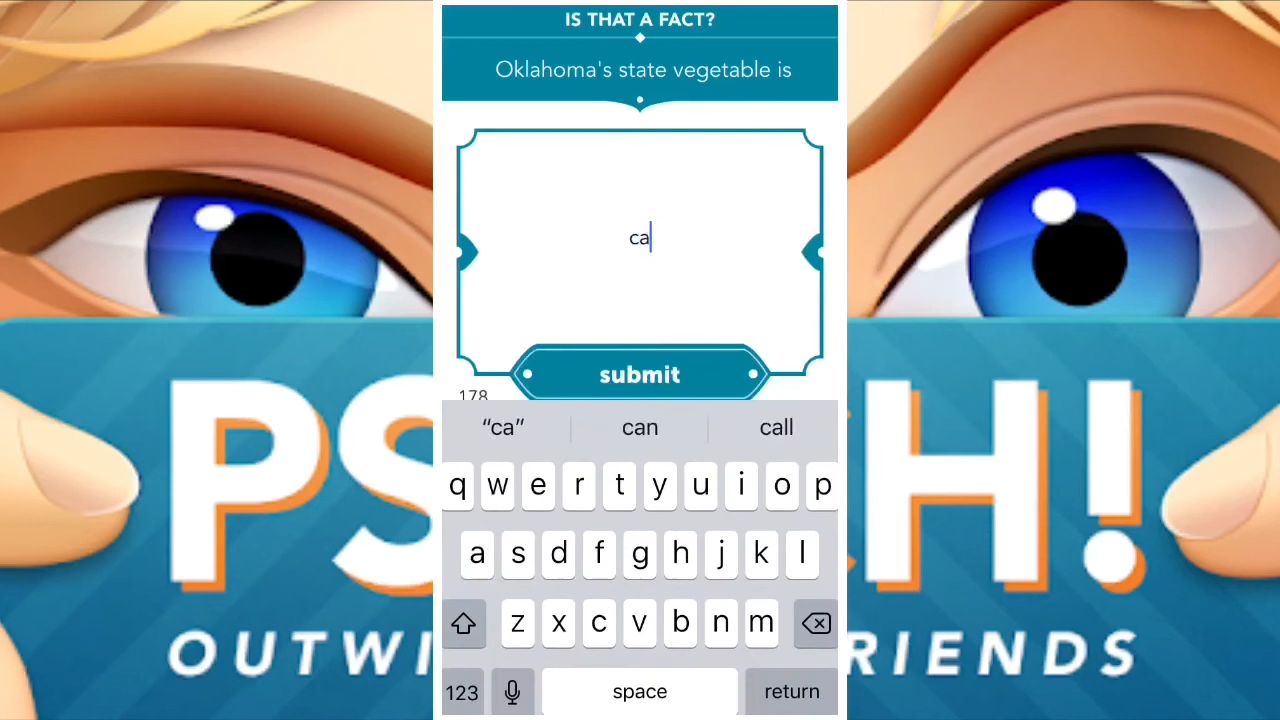 IS THAT A FACT?
Oklahoma's state vegetable is
ca
submit
178
“ca” can call
q w e r t y u i o p
a s d f g h j k l
z x c v b n m
123 space return
PS CH!
OUTWI RIENDS